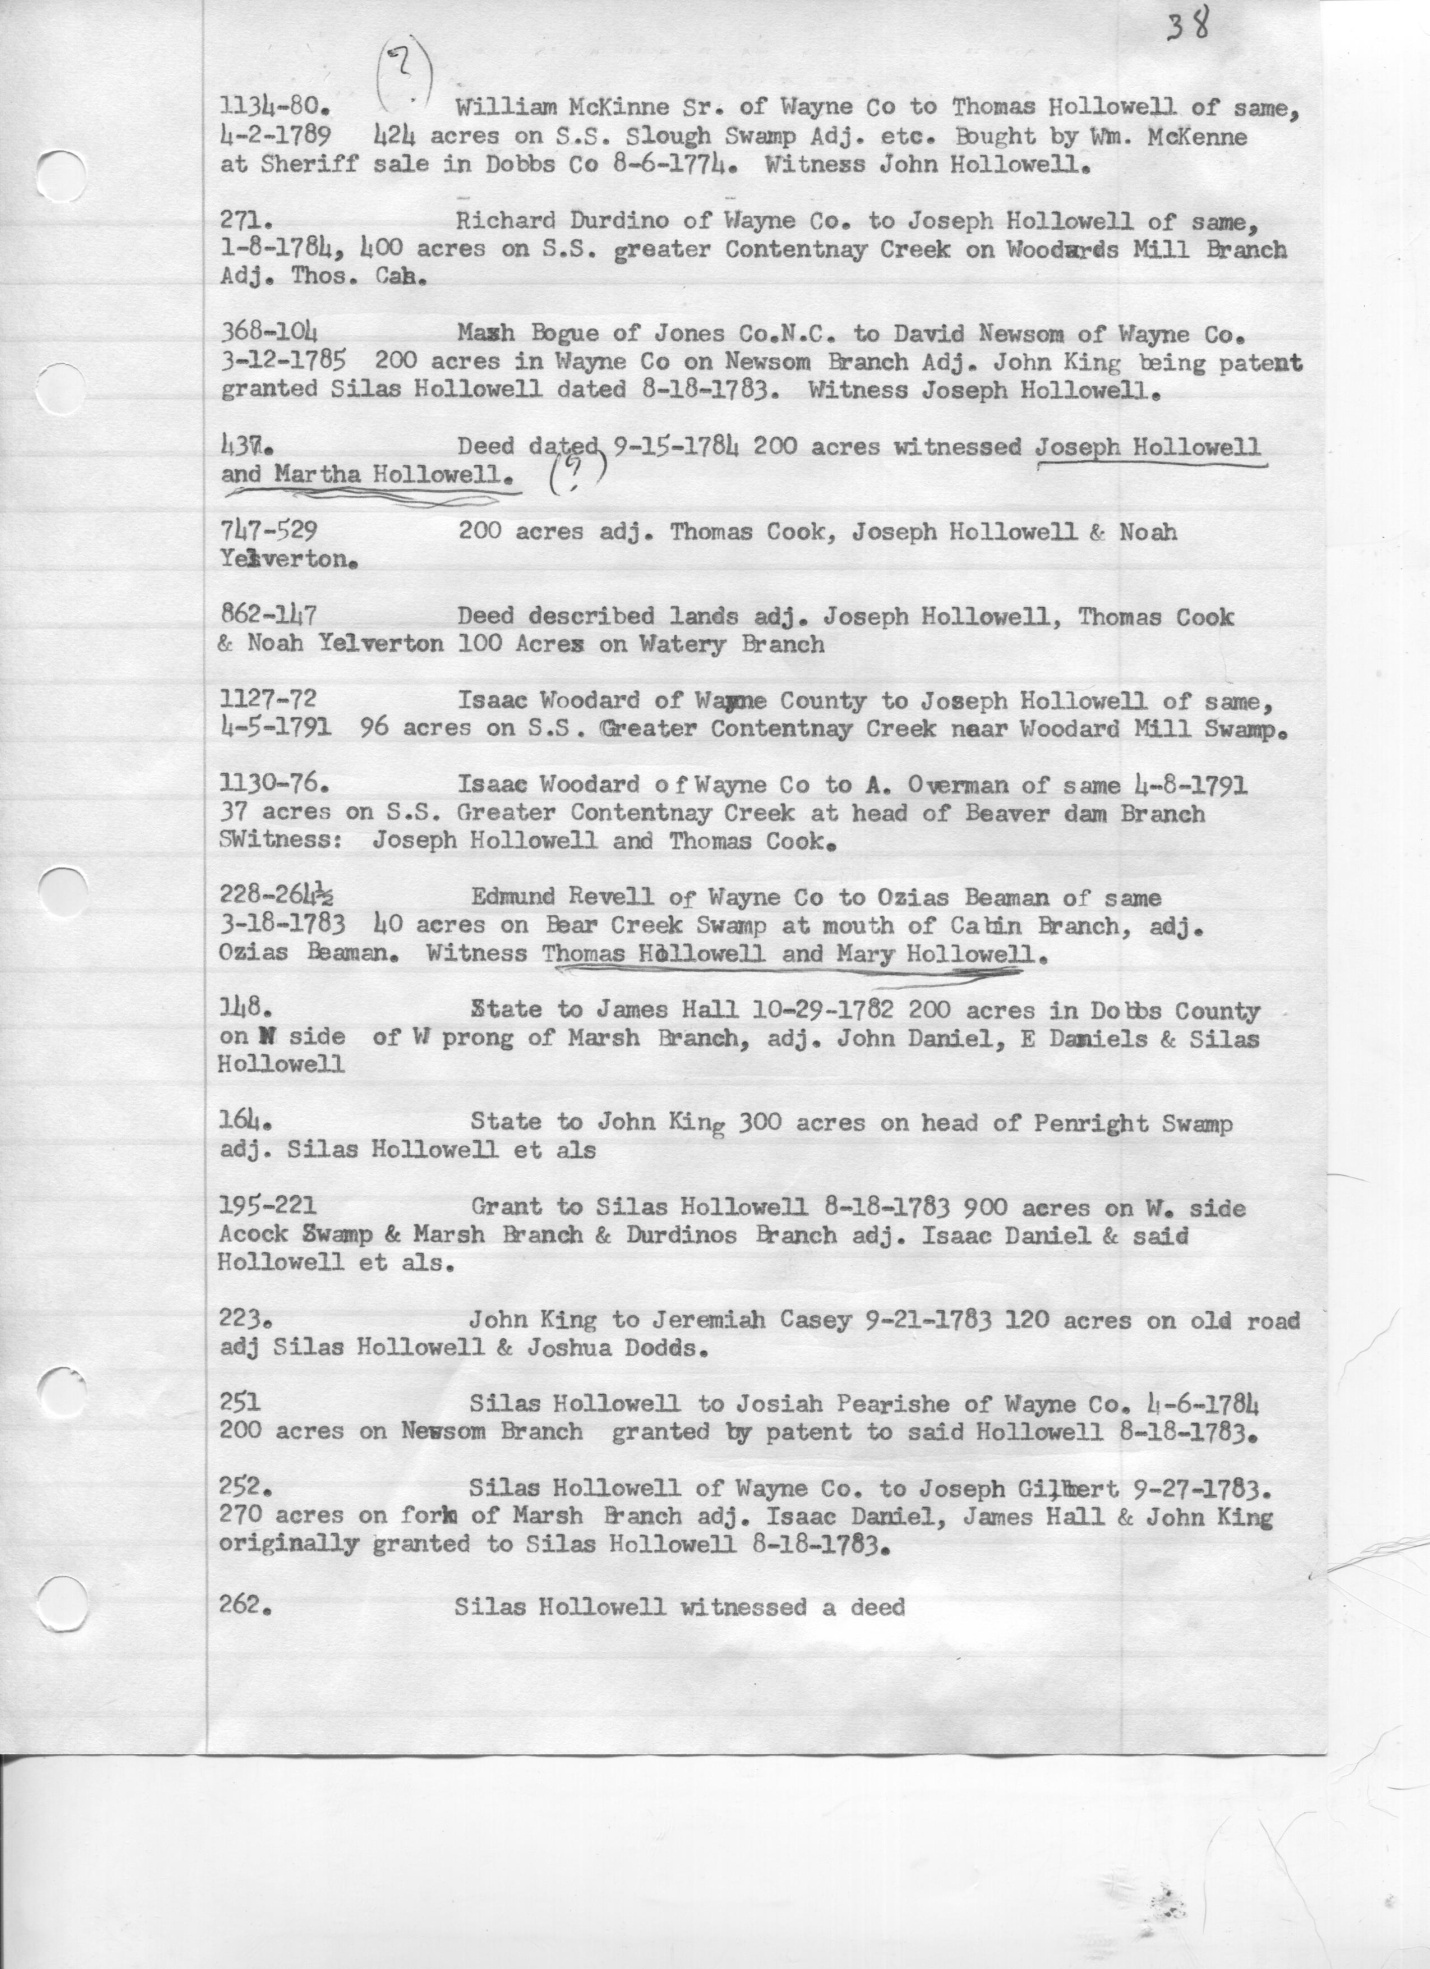 38
(?)
1134-80. William McKinne Sr. of Wayne Co to Thomas Hollowell of same,
4-2-1789 424 acres on S.S. Slough Swamp Adj. etc. Bought by Wm. McKenne
at Sheriff sale in Dobbs Co 8-6-1774. Witness John Hollowell.
271. Richard Durdino of Wayne Co. to Joseph Hollowell of same,
1-8-1784, 400 acres on S.S. greater Contentnay Creek on Woodards Mill Branch
Adj. Thos. Cah.
368-104 Mash Bogue of Jones Co.N.C. to David Newsom of Wayne Co.
3-12-1785 200 acres in Wayne Co on Newsom Branch Adj. John King being patent
granted Silas Hollowell dated 8-18-1783. Witness Joseph Hollowell.
437. Deed dated 9-15-1784 200 acres witnessed Joseph Hollowell
and Martha Hollowell. (?)
747-529 200 acres adj. Thomas Cook, Joseph Hollowell & Noah
Yelverton.
862-147 Deed described lands adj. Joseph Hollowell, Thomas Cook
& Noah Yelverton 100 Acres on Watery Branch
1127-72 Isaac Woodard of Wayne County to Joseph Hollowell of same,
4-5-1791 96 acres on S.S. Greater Contentnay Creek near Woodard Mill Swamp.
1130-76. Isaac Woodard of Wayne Co to A. Overman of same 4-8-1791
37 acres on S.S. Greater Contentnay Creek at head of Beaver dam Branch
SWitness: Joseph Hollowell and Thomas Cook.
228-264½ Edmund Revell of Wayne Co to Ozias Beaman of same
3-18-1783 40 acres on Bear Creek Swamp at mouth of Cabin Branch, adj.
Ozias Beaman. Witness Thomas Hollowell and Mary Hollowell.
148. State to James Hall 10-29-1782 200 acres in Dobbs County
on N side of W prong of Marsh Branch, adj. John Daniel, E Daniels & Silas
Hollowell
164. State to John King 300 acres on head of Penright Swamp
adj. Silas Hollowell et als
195-221 Grant to Silas Hollowell 8-18-1783 900 acres on W. side
Acock Swamp & Marsh Branch & Durdinos Branch adj. Isaac Daniel & said
Hollowell et als.
223. John King to Jeremiah Casey 9-21-1783 120 acres on old road
adj Silas Hollowell & Joshua Dodds.
251 Silas Hollowell to Josiah Pearishe of Wayne Co. 4-6-1784
200 acres on Newsom Branch granted by patent to said Hollowell 8-18-1783.
252. Silas Hollowell of Wayne Co. to Joseph Gilbert 9-27-1783.
270 acres on fork of Marsh Branch adj. Isaac Daniel, James Hall & John King
originally granted to Silas Hollowell 8-18-1783.
262. Silas Hollowell witnessed a deed